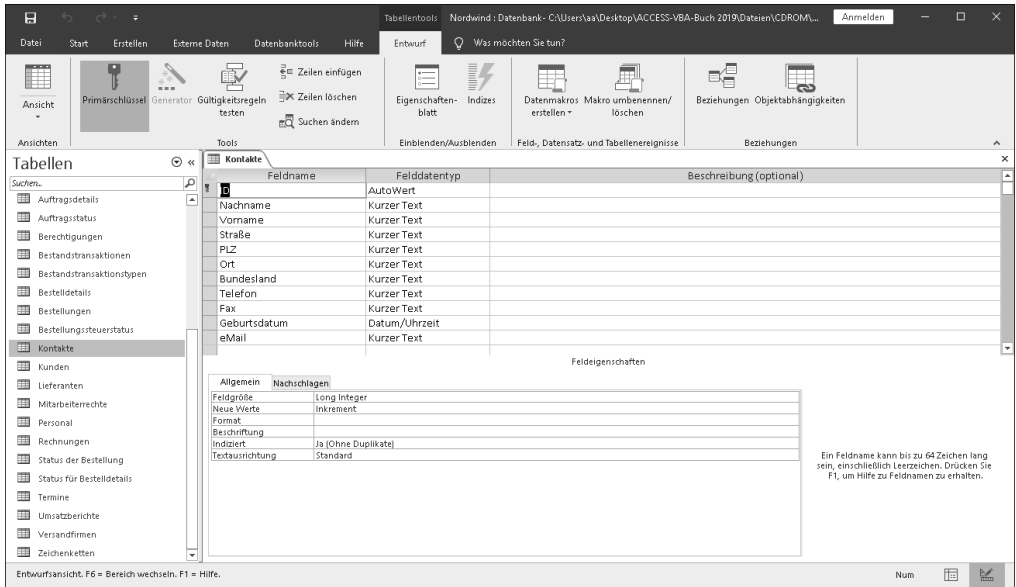 Tabellentools Nordwind : Datenbank- C:\Users\aa\Desktop\ACCESS-VBA-Buch 2019\Dateien\CDROM\... Anmelden
Datei Start Erstellen Externe Daten Datenbanktools Hilfe Entwurf Was möchten Sie tun?
Ansicht
Primärschlüssel Generator Gültigkeitsregeln testen
Zeilen einfügen
Zeilen löschen
Suchen ändern
Eigenschaften-blatt Indizes
Datenmakros erstellen Makro umbenennen/ löschen
Beziehungen Objektabhängigkeiten
Ansichten Tools Einblenden/Ausblenden Feld-, Datensatz- und Tabellenereignisse Beziehungen
Tabellen
Suchen...
Auftragsdetails
Auftragsstatus
Berechtigungen
Bestandstransaktionen
Bestandstransaktionstypen
Bestelldetails
Bestellungen
Bestellungssteuerstatus
Kontakte
Kunden
Lieferanten
Mitarbeiterrechte
Personal
Rechnungen
Status der Bestellung
Status für Bestelldetails
Termine
Umsatzberichte
Versandfirmen
Zeichenketten
Kontakte
Feldname Felddatentyp Beschreibung (optional)
ID AutoWert
Nachname Kurzer Text
Vorname Kurzer Text
Straße Kurzer Text
PLZ Kurzer Text
Ort Kurzer Text
Bundesland Kurzer Text
Telefon Kurzer Text
Fax Kurzer Text
Geburtsdatum Datum/Uhrzeit
eMail Kurzer Text
Feldeigenschaften
Allgemein Nachschlagen
Feldgröße Long Integer
Neue Werte Inkrement
Format
Beschriftung
Indiziert Ja (Ohne Duplikate)
Textausrichtung Standard
Ein Feldname kann bis zu 64 Zeichen lang
sein, einschließlich Leerzeichen. Drücken Sie
F1, um Hilfe zu Feldnamen zu erhalten.
Entwurfsansicht. F6 = Bereich wechseln. F1 = Hilfe. Num